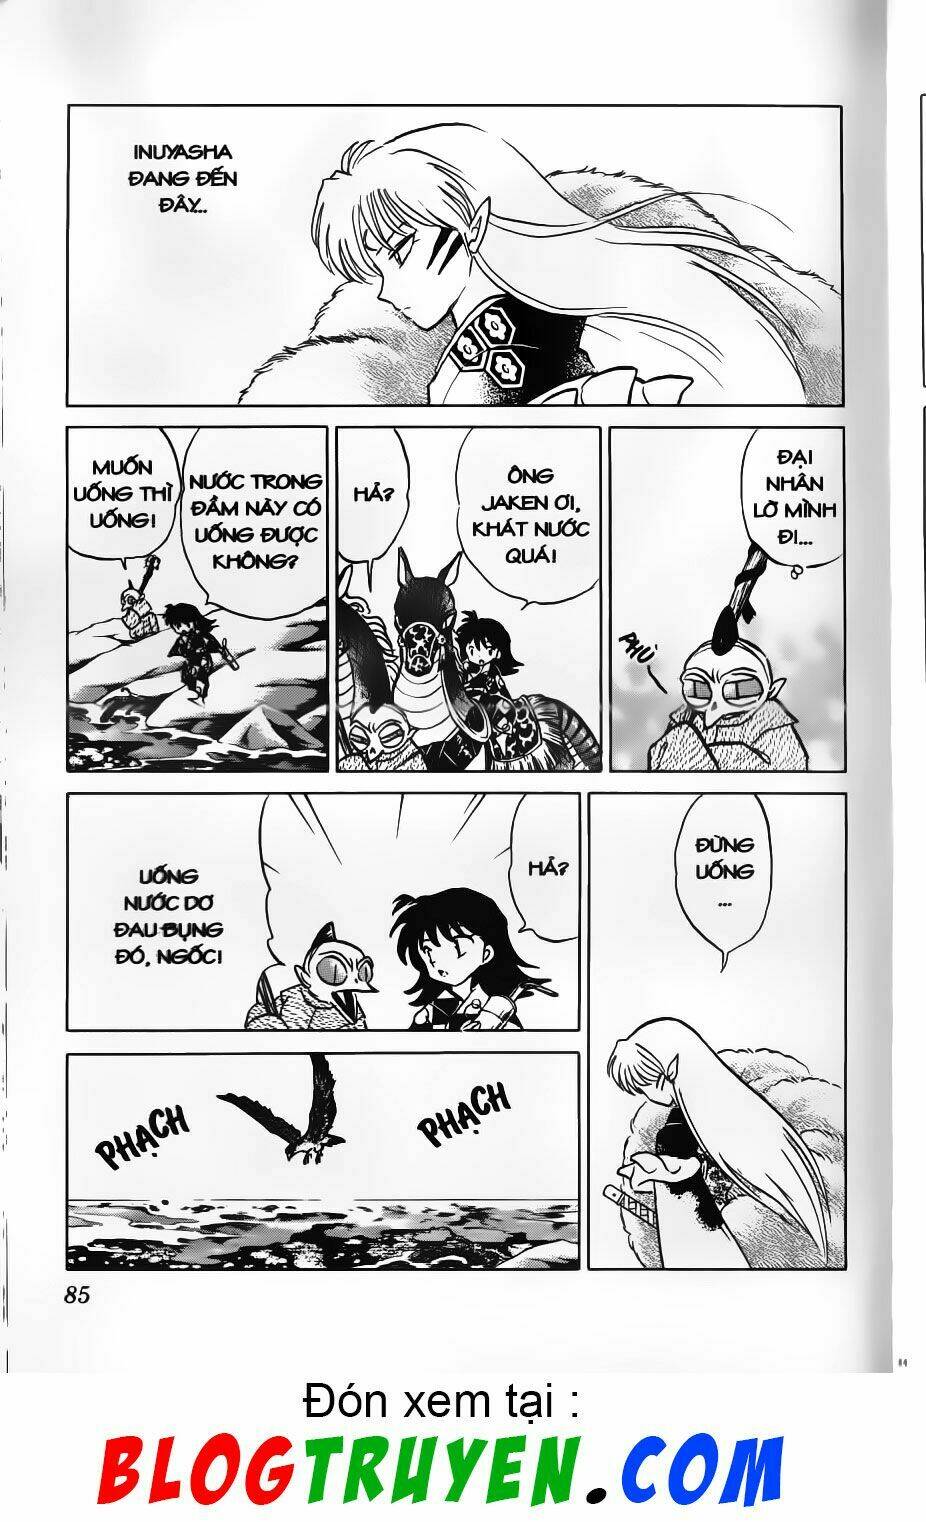 INUYASHA
ĐANG ĐẾN
ĐÂY...
ĐẠI
NHÂN
LỜ MÌNH
ĐI...
PHÙ
ÔNG
JAKEN ƠI,
KHÁT NƯỚC
QUÁ!
HẢ?
NƯỚC TRONG
ĐẦM NÀY CÓ
UỐNG ĐƯỢC
KHÔNG?
MUỐN
UỐNG THÌ
UỐNG!
ĐỪNG
UỐNG
...
HẢ?
UỐNG
NƯỚC DƠ
ĐAU BỤNG
ĐÓ, NGỐC!
PHẠCH
PHẠCH
85
Đón xem tại :
BLOGTRUYEN.COM